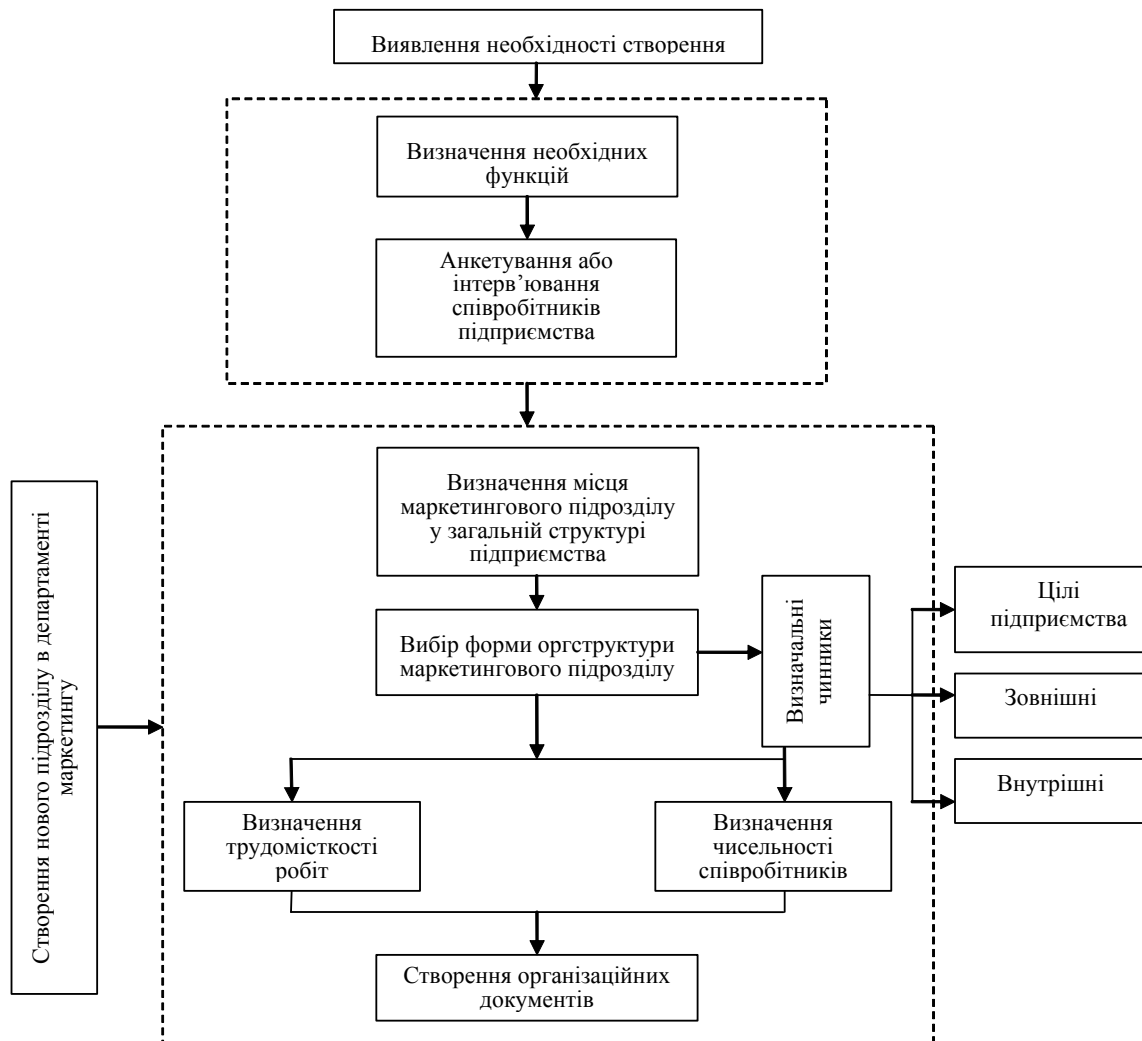 Виявлення необхідності створення
Визначення необхідних
функцій
Анкетування або
інтерв’ювання
співробітників
підприємства
Створення нового підрозділу в департаменті
маркетингу
Визначення місця
маркетингового підрозділу
у загальній структурі
підприємства
Вибір форми оргструктури
маркетингового підрозділу
Визначальні
чинники
Цілі
підприємства
Зовнішні
Внутрішні
Визначення
трудомісткості
робіт
Визначення
чисельності
співробітників
Створення організаційних
документів